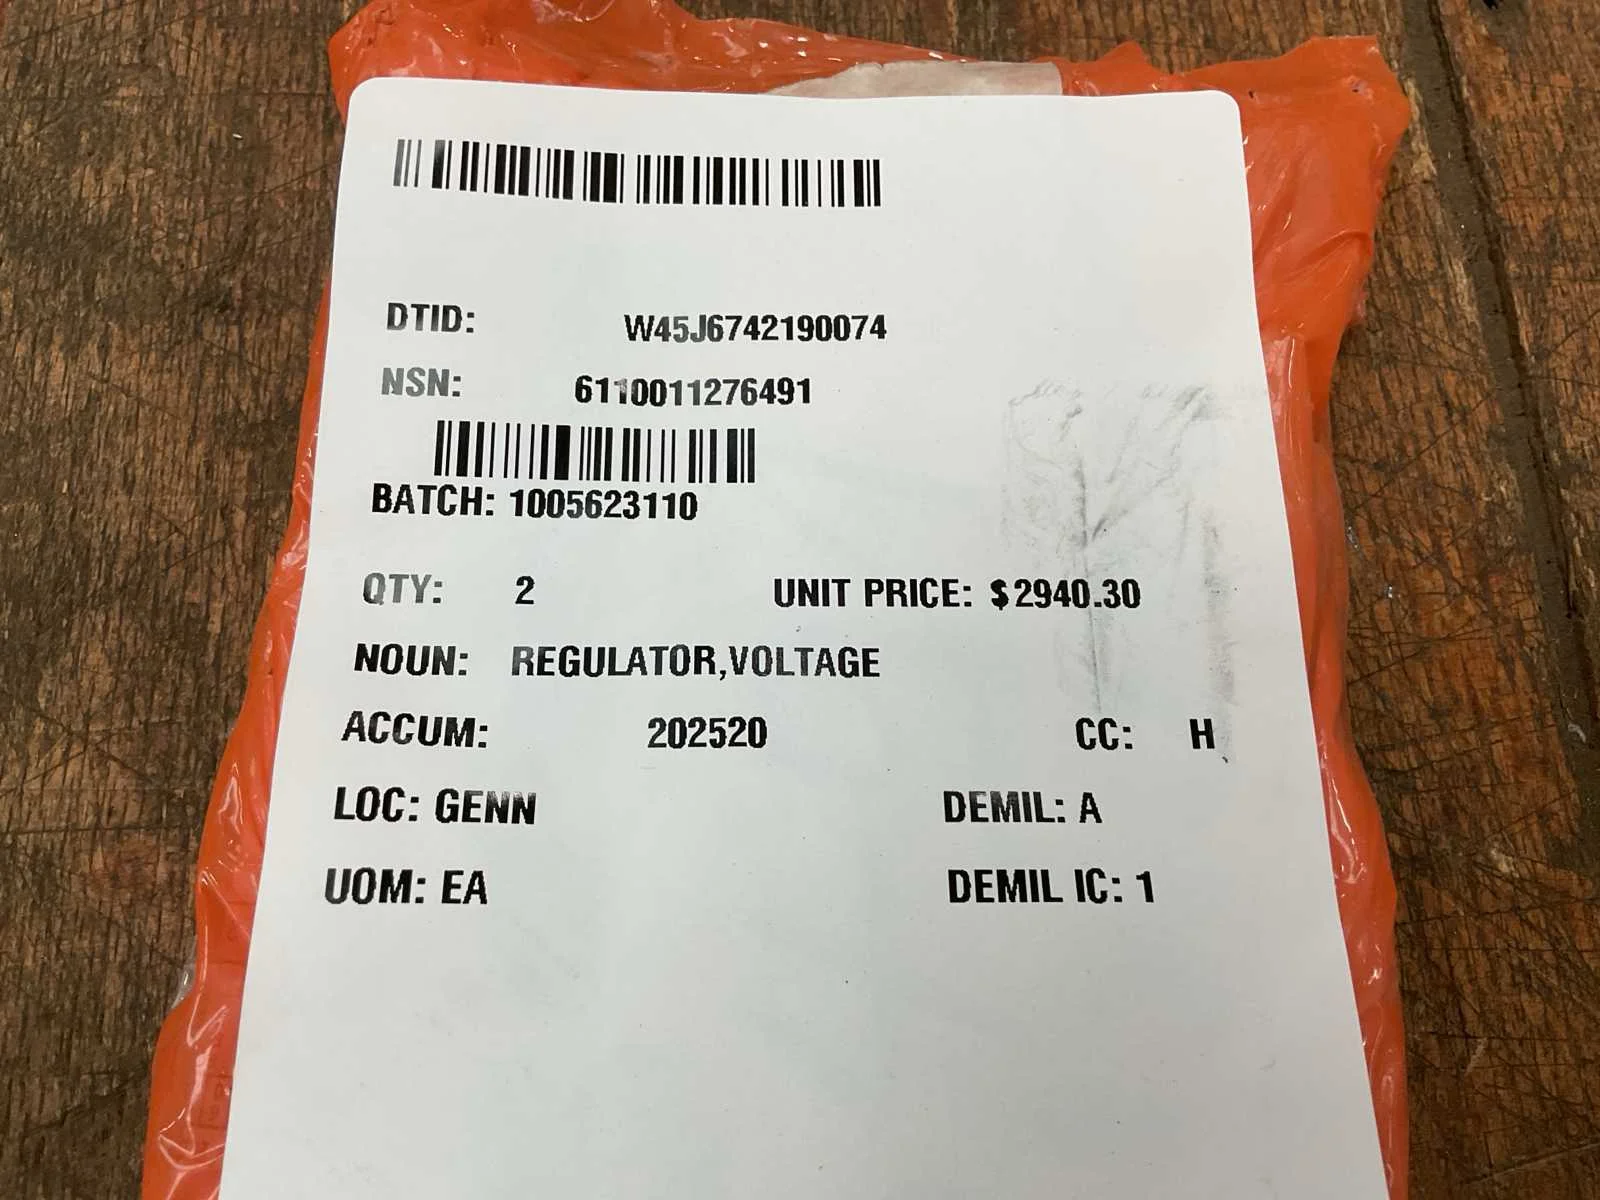 DTID: W45J6742190074
NSN: 6110011276491
BATCH: 1005623110
QTY: 2 UNIT PRICE: $2940.30
NOUN: REGULATOR,VOLTAGE
ACCUM: 202520 CC: H
LOC: GENN DEMIL: A
UOM: EA DEMIL IC: 1